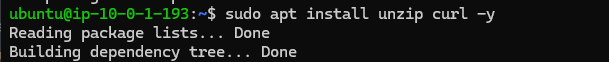 ubuntu@ip-10-0-1-193:~$ sudo apt install unzip curl -y
Reading package lists... Done
Building dependency tree... Done